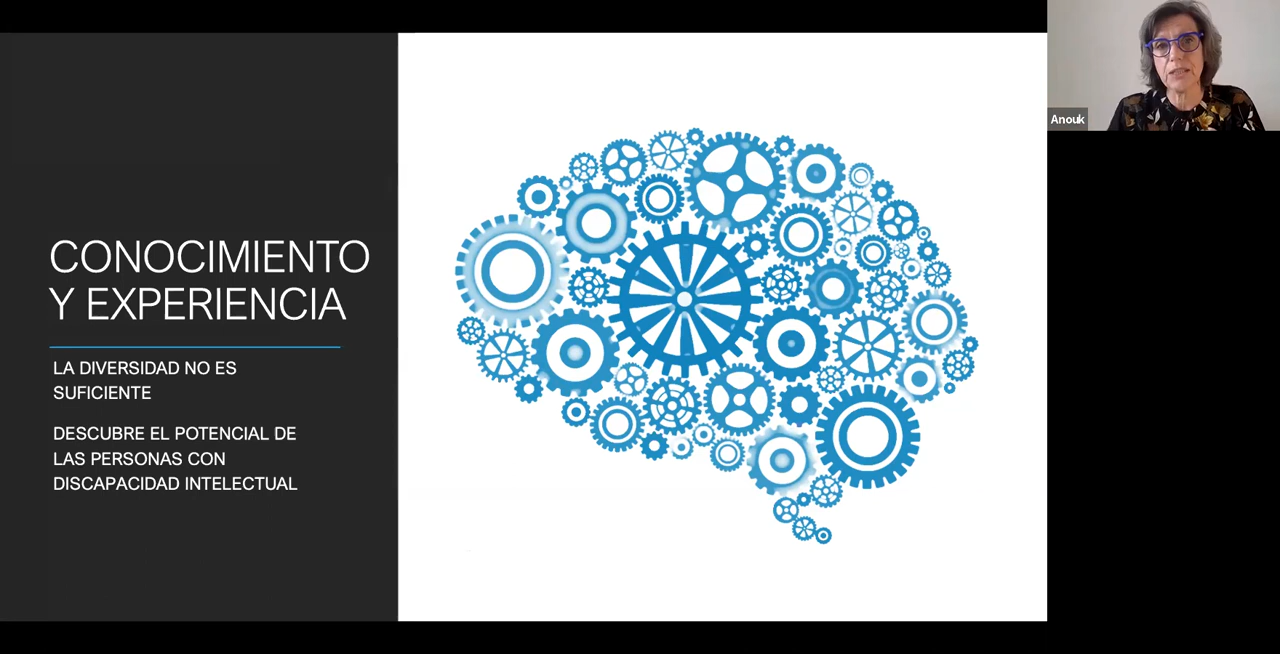 CONOCIMIENTO
Y EXPERIENCIA
LA DIVERSIDAD NO ES
SUFICIENTE
DESCUBRE EL POTENCIAL DE
LAS PERSONAS CON
DISCAPACIDAD INTELECTUAL
Anouk